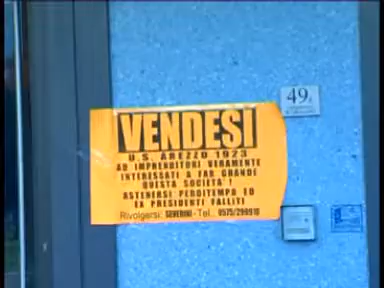 VENDESI
U.S. AREZZO 1923
AD IMPRENDITORI VERAMENTE
INTERESSATI A FAR GRANDE
QUESTA SOCIETA' !
ASTENERSI PERDITEMPO ED
EX PRESIDENTI FALLITI
Rivolgersi: SEVERINI - Tel. 0575/299910
49